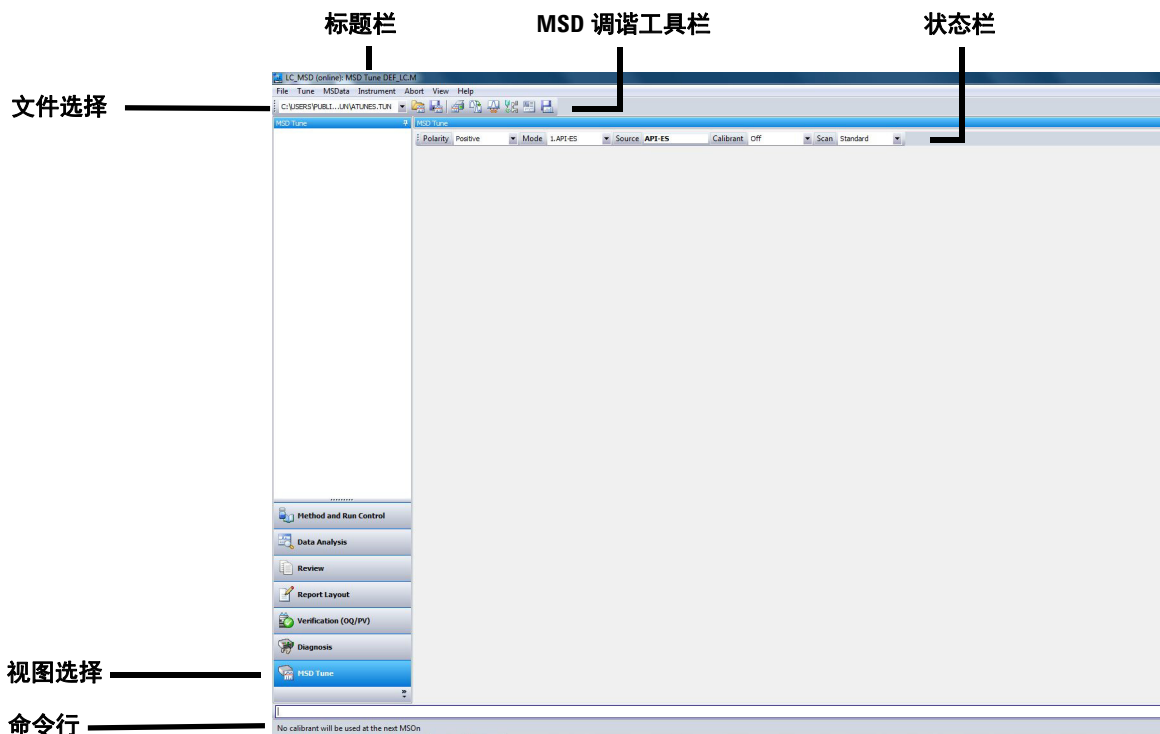 标题栏
MSD 调谐工具栏
状态栏
文件选择
视图选择
命令行
LC_MSD (online): MSD Tune DEF_LC.M
File Tune MSData Instrument Abort View Help
C:\USERS\PUBLI...UN\ATUNES.TUN
MSD Tune
MSD Tune
Polarity Positive Mode 1.API-ES Source API-ES Calibrant Off Scan Standard
Method and Run Control
Data Analysis
Review
Report Layout
Verification (OQ/PV)
Diagnosis
MSD Tune
No calibrant will be used at the next MSOn